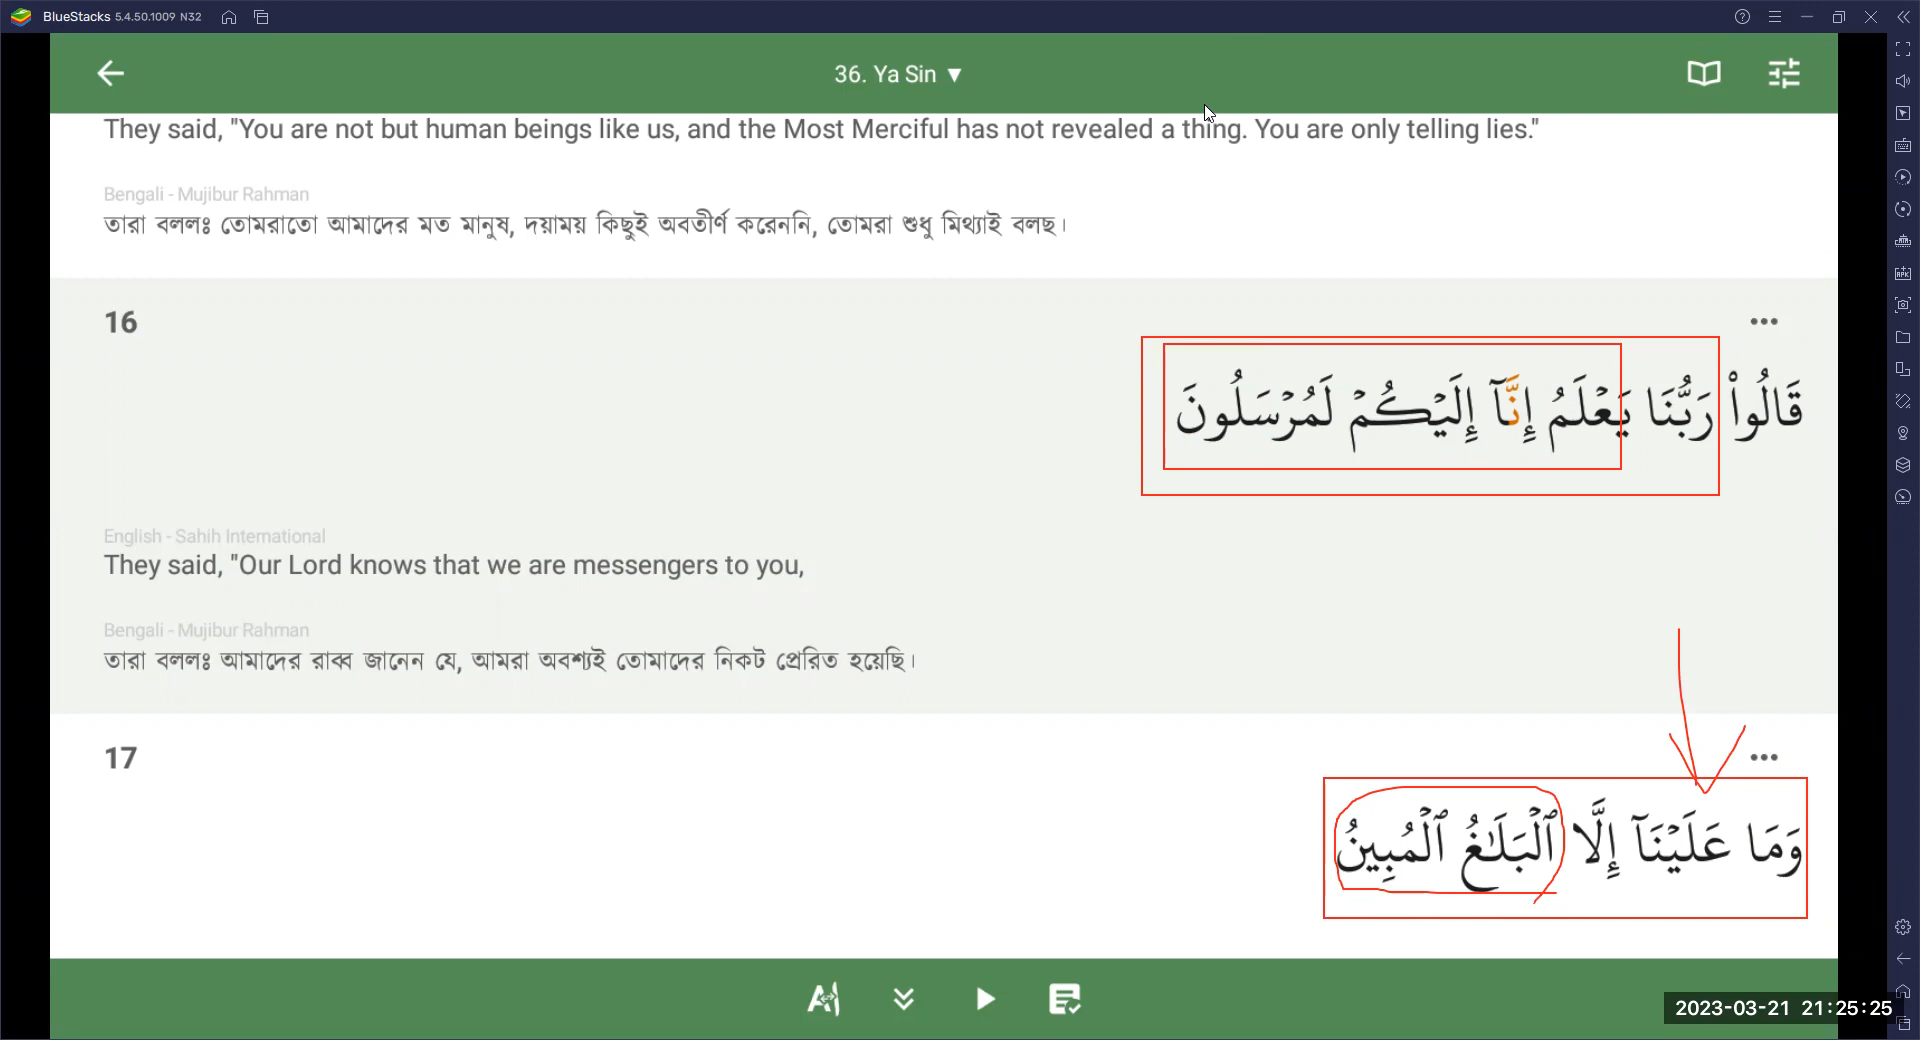 BlueStacks 5.4.50.1009 N32
36. Ya Sin ▼
They said, "You are not but human beings like us, and the Most Merciful has not revealed a thing. You are only telling lies."
Bengali - Mujibur Rahman
তারা বললঃ তোমরাতো আমাদের মত মানুষ, দয়াময় কিছুই অবতীর্ণ করেননি, তোমরা শুধু মিথ্যাই বলছ।
16
قَالُوا۟ رَبُّنَا يَعْلَمُ إِنَّآ إِلَيْكُمْ لَمُرْسَلُونَ
English - Sahih International
They said, "Our Lord knows that we are messengers to you,
Bengali - Mujibur Rahman
তারা বললঃ আমাদের রাব্ব জানেন যে, আমরা অবশ্যই তোমাদের নিকট প্রেরিত হয়েছি।
17
وَمَا عَلَيْنَآ إِلَّا ٱلْبَلَـٰغُ ٱلْمُبِينُ
2023-03-21 21:25:25